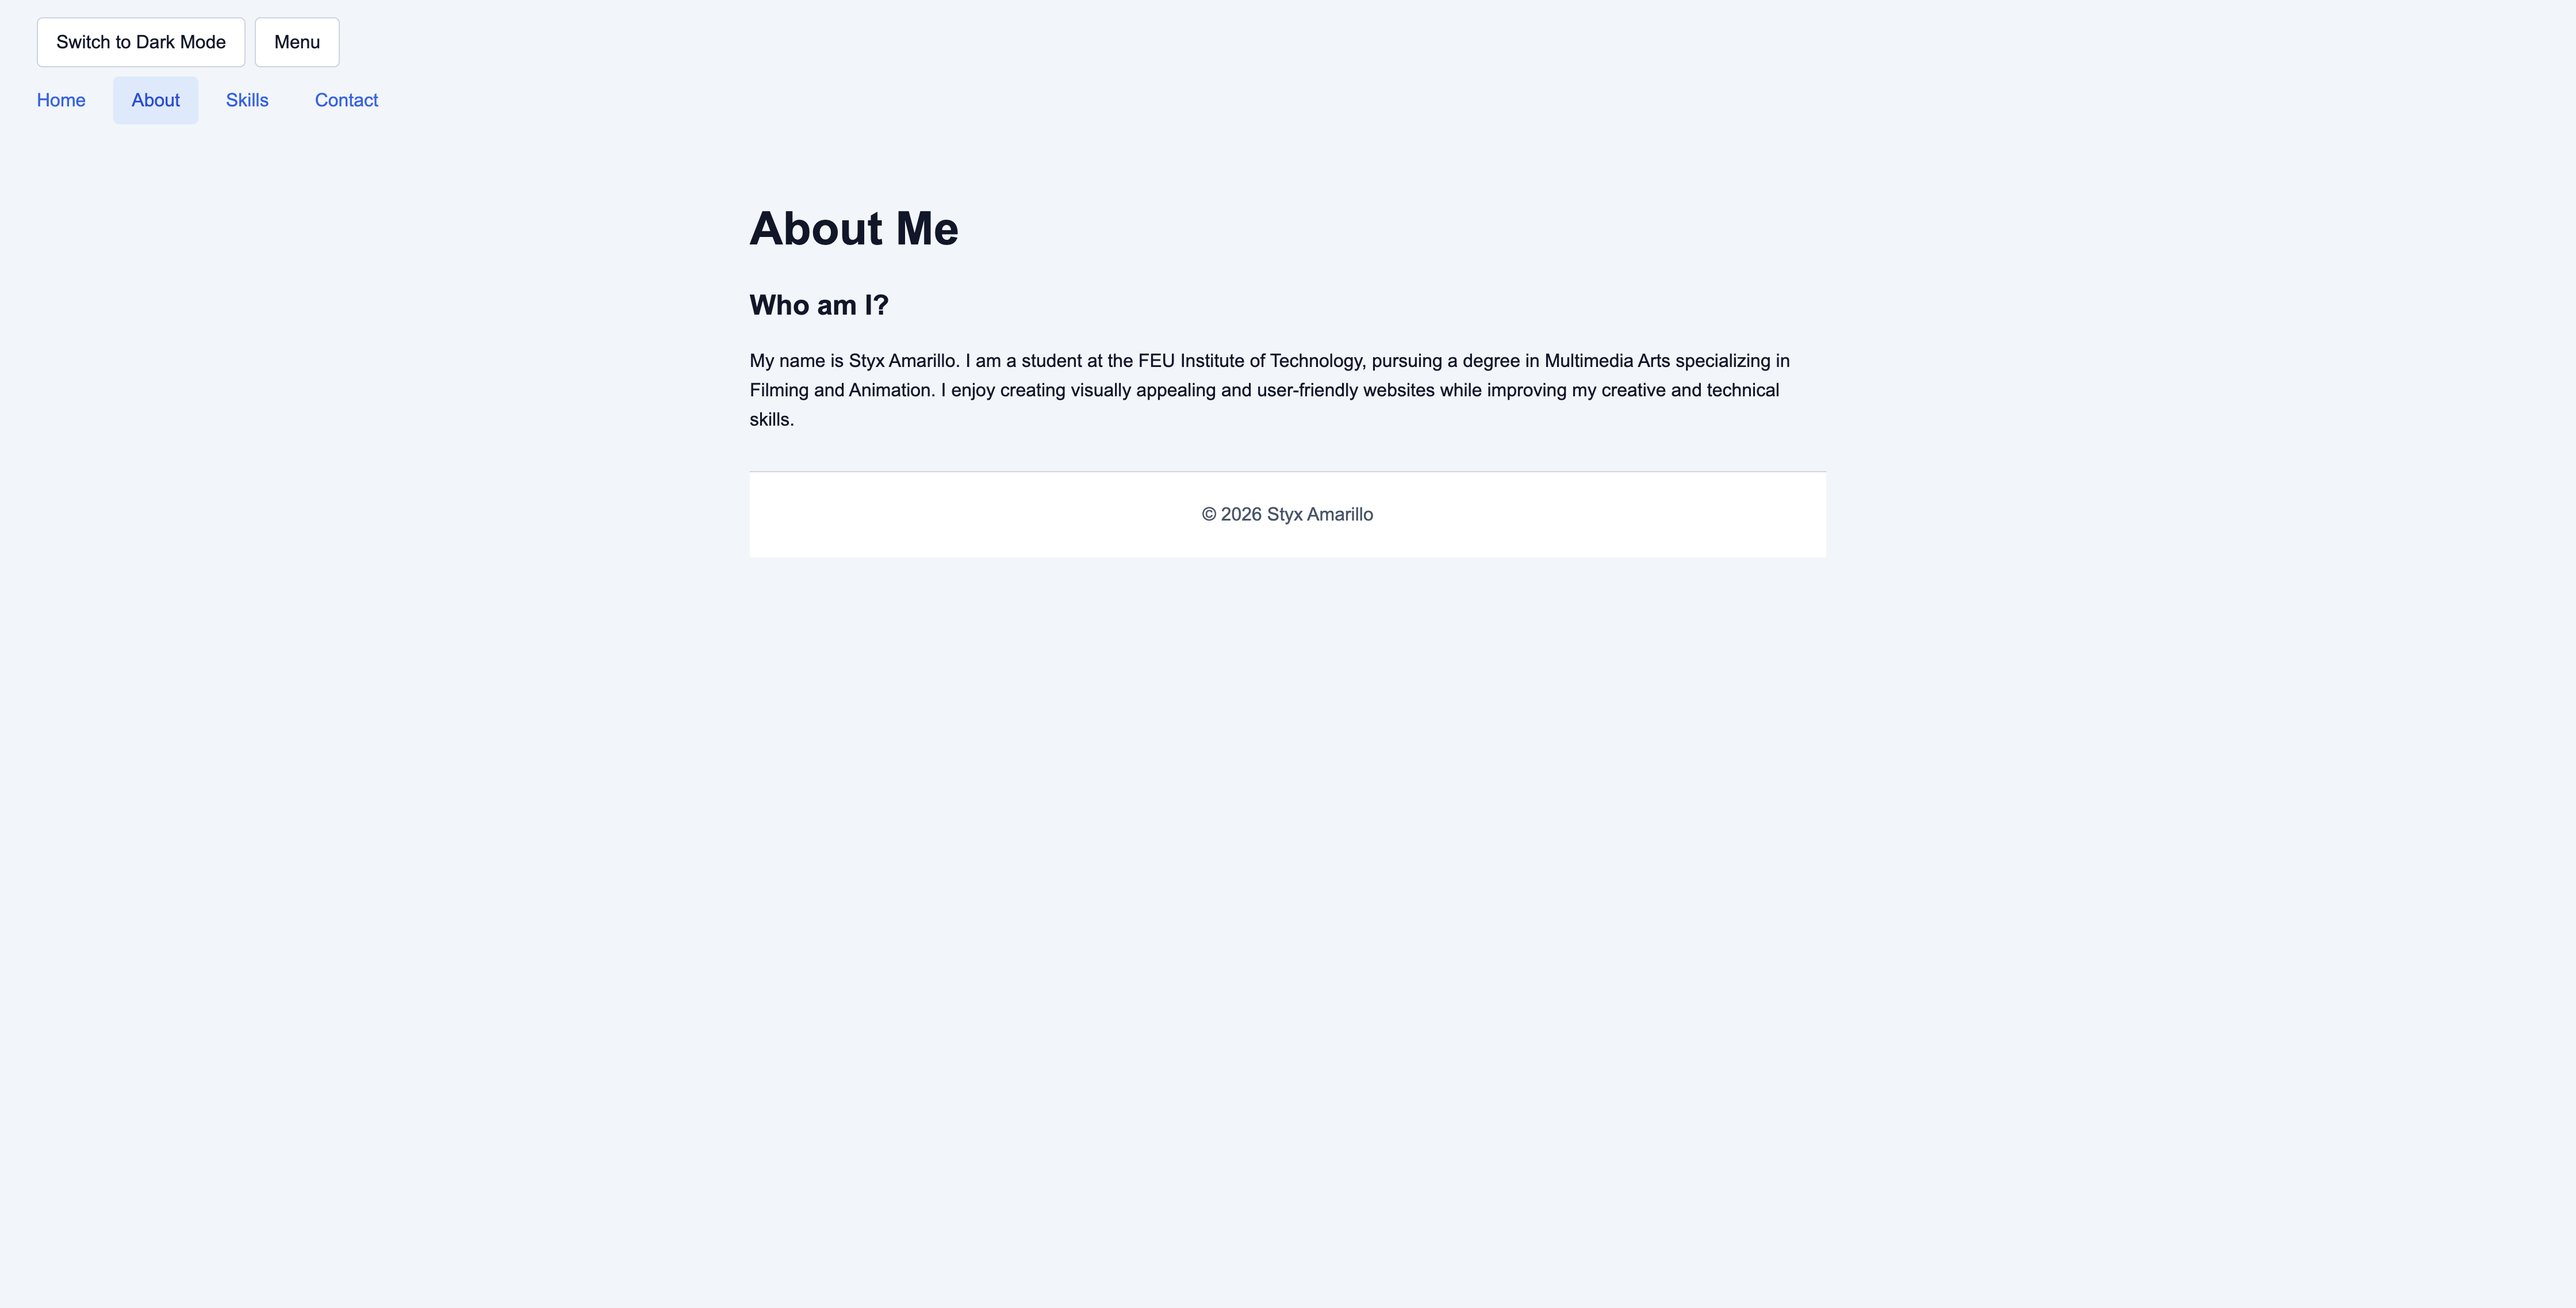 Switch to Dark Mode
Menu
Home
About
Skills
Contact
About Me
Who am I?
My name is Styx Amarillo. I am a student at the FEU Institute of Technology, pursuing a degree in Multimedia Arts specializing in
Filming and Animation. I enjoy creating visually appealing and user-friendly websites while improving my creative and technical
skills.
© 2026 Styx Amarillo